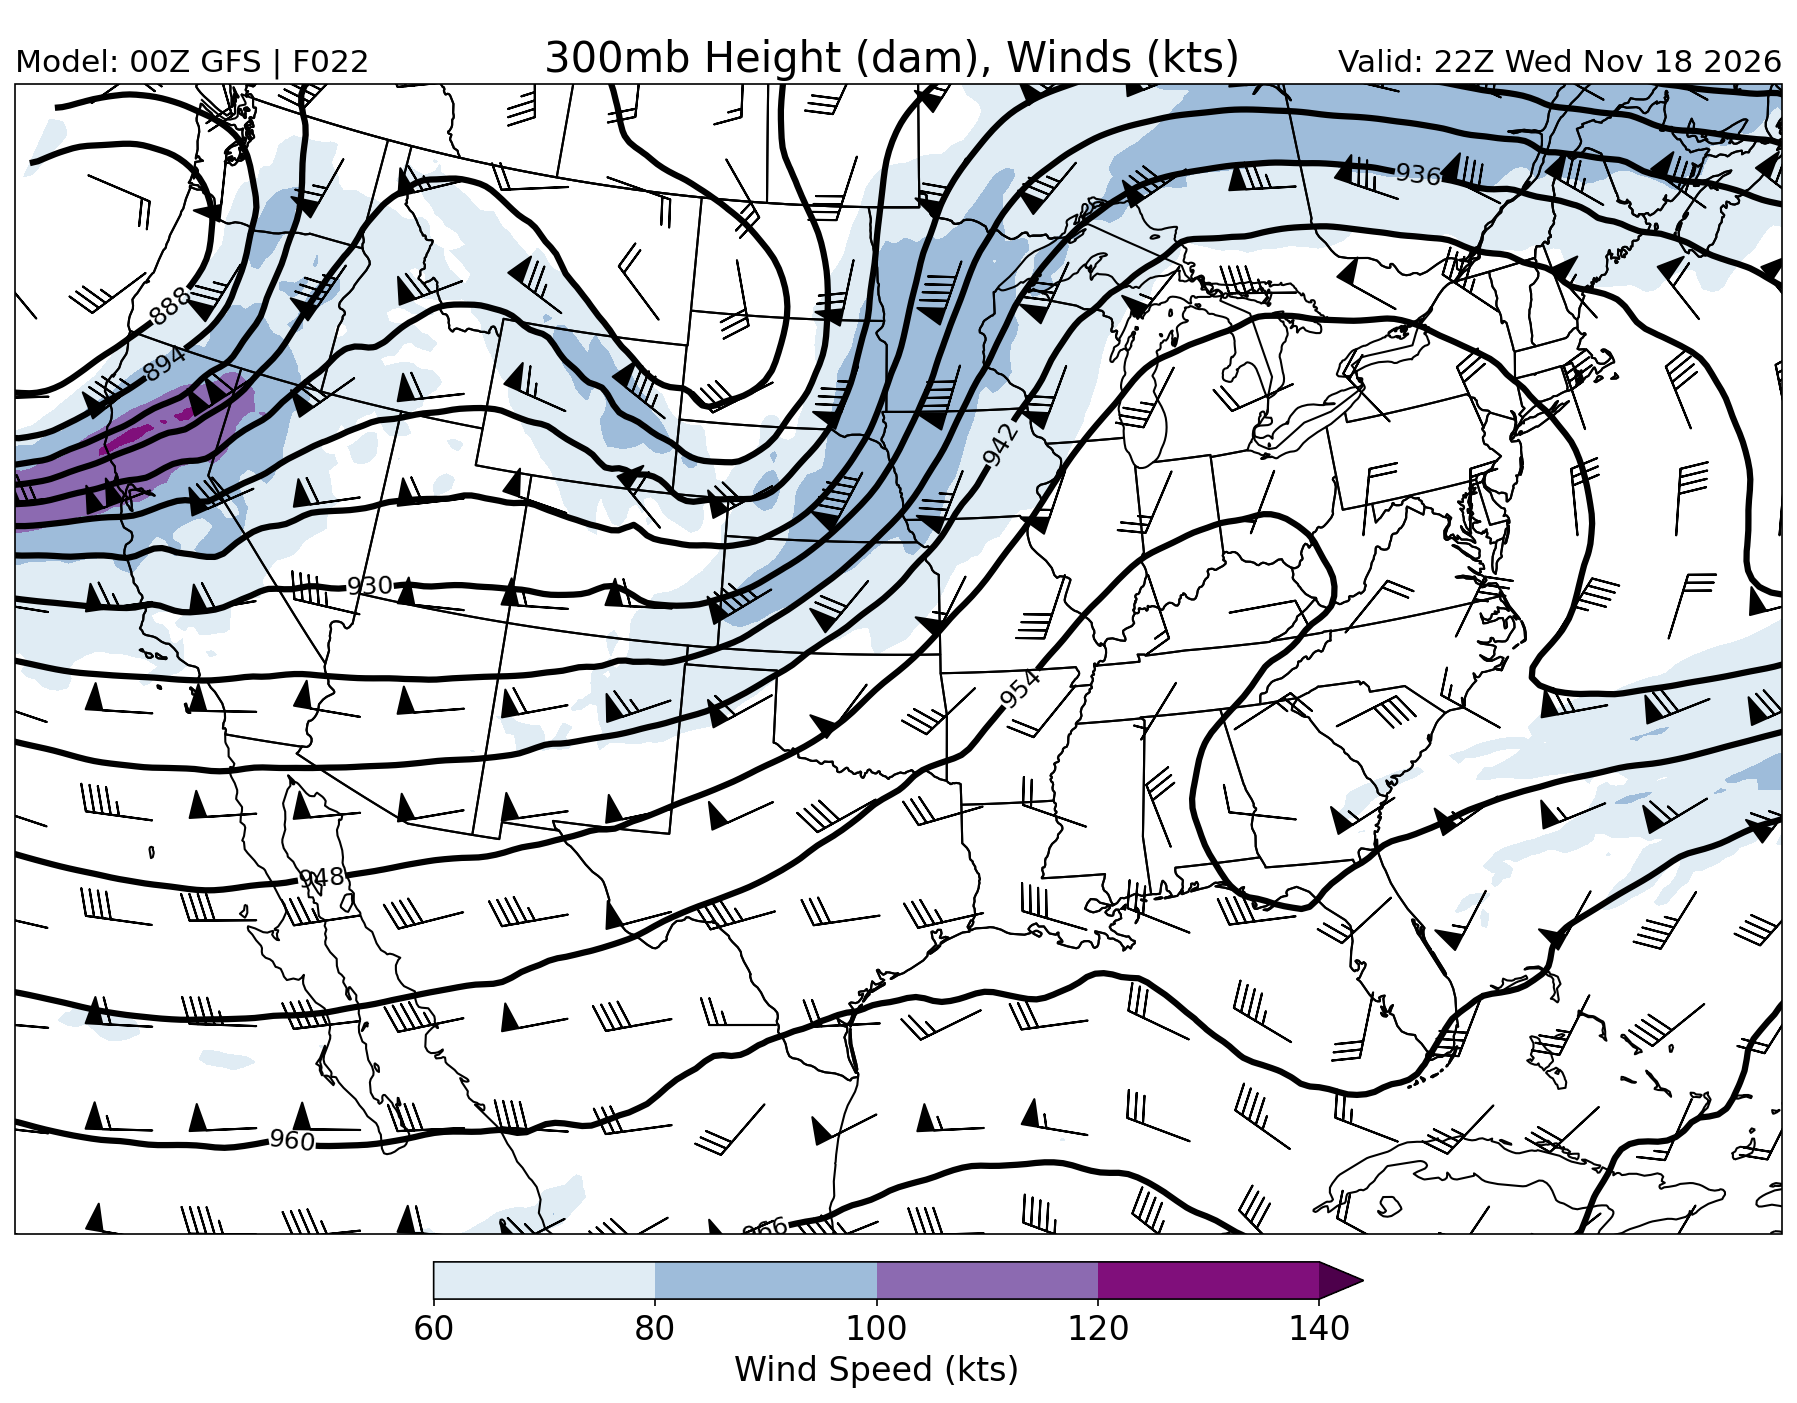 Model: 00Z GFS | F022
300mb Height (dam), Winds (kts)
Valid: 22Z Wed Nov 18 2026
936
888
894
942
930
954
948
960
966
60 80 100 120 140
Wind Speed (kts)